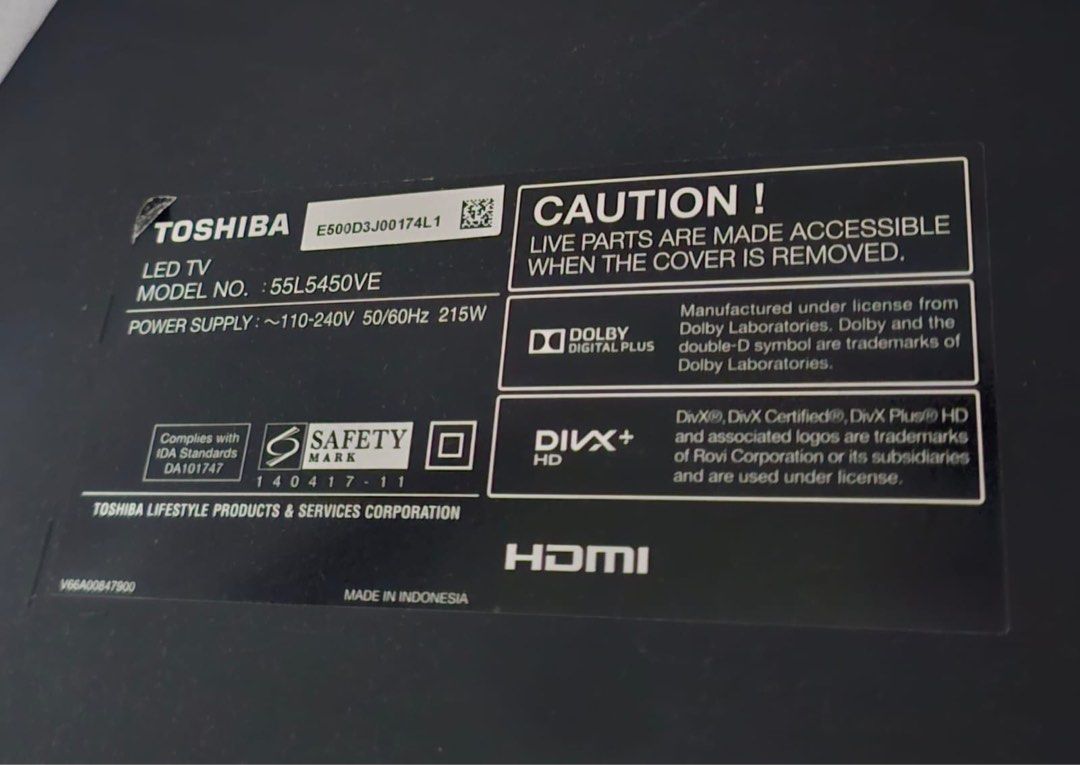 TOSHIBA
E500D3J00174L1
LED TV
MODEL NO. : 55L5450VE
POWER SUPPLY : ～110-240V 50/60Hz 215W
Complies with
IDA Standards
DA101747
SAFETY
MARK
140417-11
TOSHIBA LIFESTYLE PRODUCTS & SERVICES CORPORATION
V66A00847900
MADE IN INDONESIA
CAUTION !
LIVE PARTS ARE MADE ACCESSIBLE
WHEN THE COVER IS REMOVED.
DOLBY
DIGITAL PLUS
Manufactured under license from
Dolby Laboratories. Dolby and the
double-D symbol are trademarks of
Dolby Laboratories.
DIVX+
HD
DivX®, DivX Certified®, DivX Plus® HD
and associated logos are trademarks
of Rovi Corporation or its subsidiaries
and are used under license.
HDMI